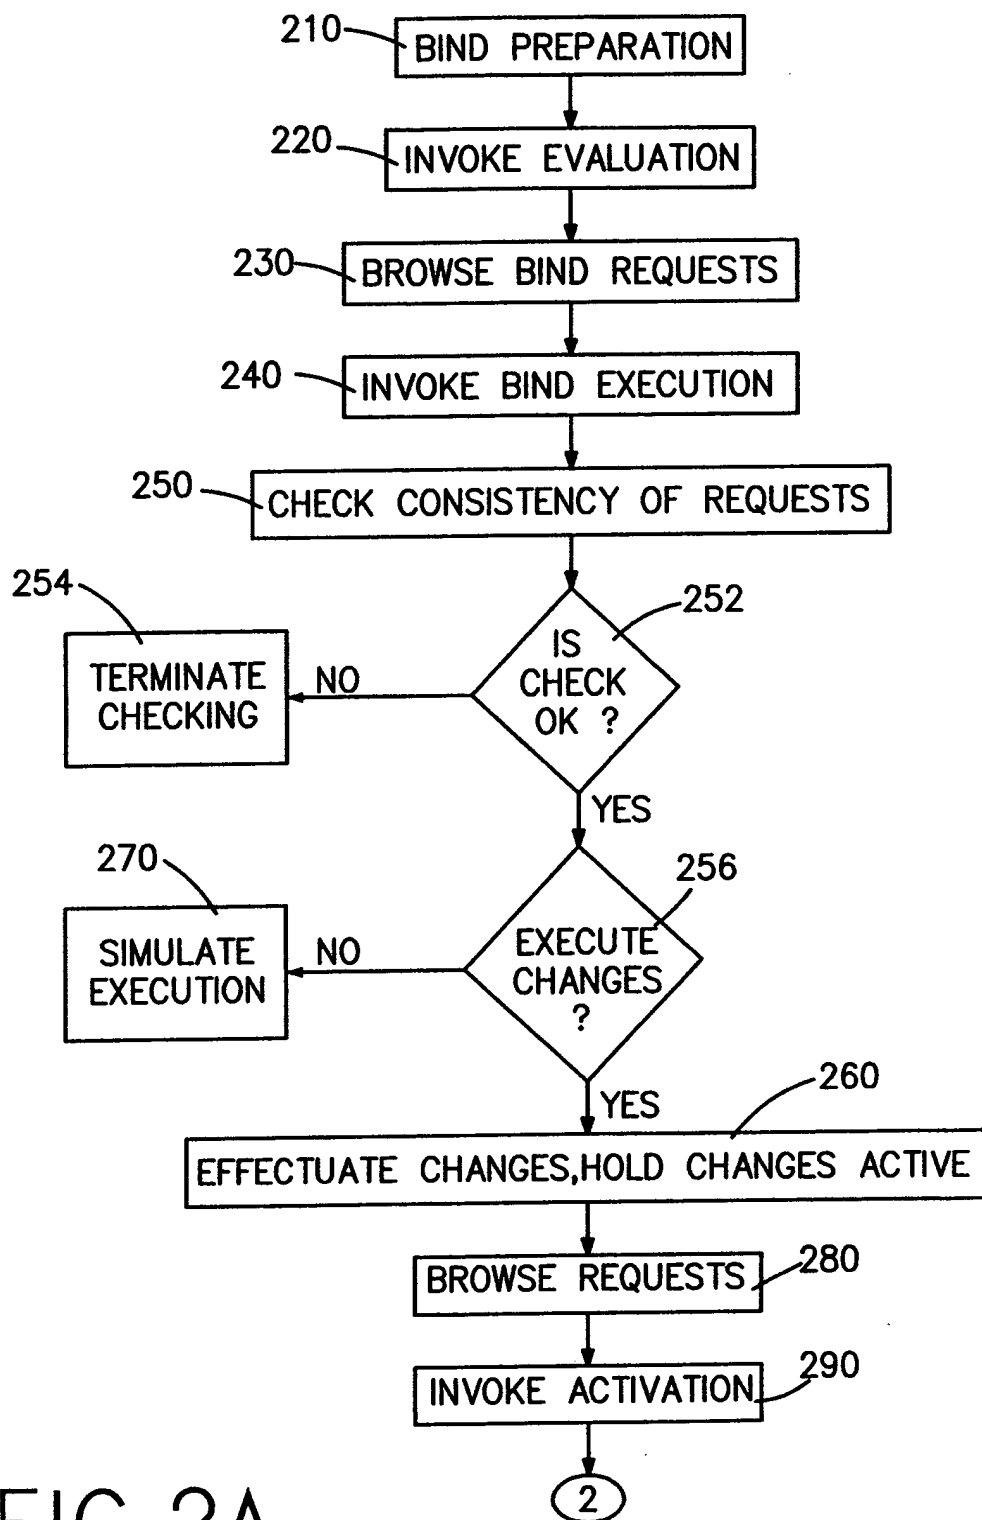 210
BIND PREPARATION
220
INVOKE EVALUATION
230
BROWSE BIND REQUESTS
240
INVOKE BIND EXECUTION
250
CHECK CONSISTENCY OF REQUESTS
254
252
TERMINATE
CHECKING
NO
IS
CHECK
OK ?
YES
270
256
SIMULATE
EXECUTION
NO
EXECUTE
CHANGES
?
260
YES
EFFECTUATE CHANGES,HOLD CHANGES ACTIVE
BROWSE REQUESTS
280
INVOKE ACTIVATION
290
2
FIG 2A